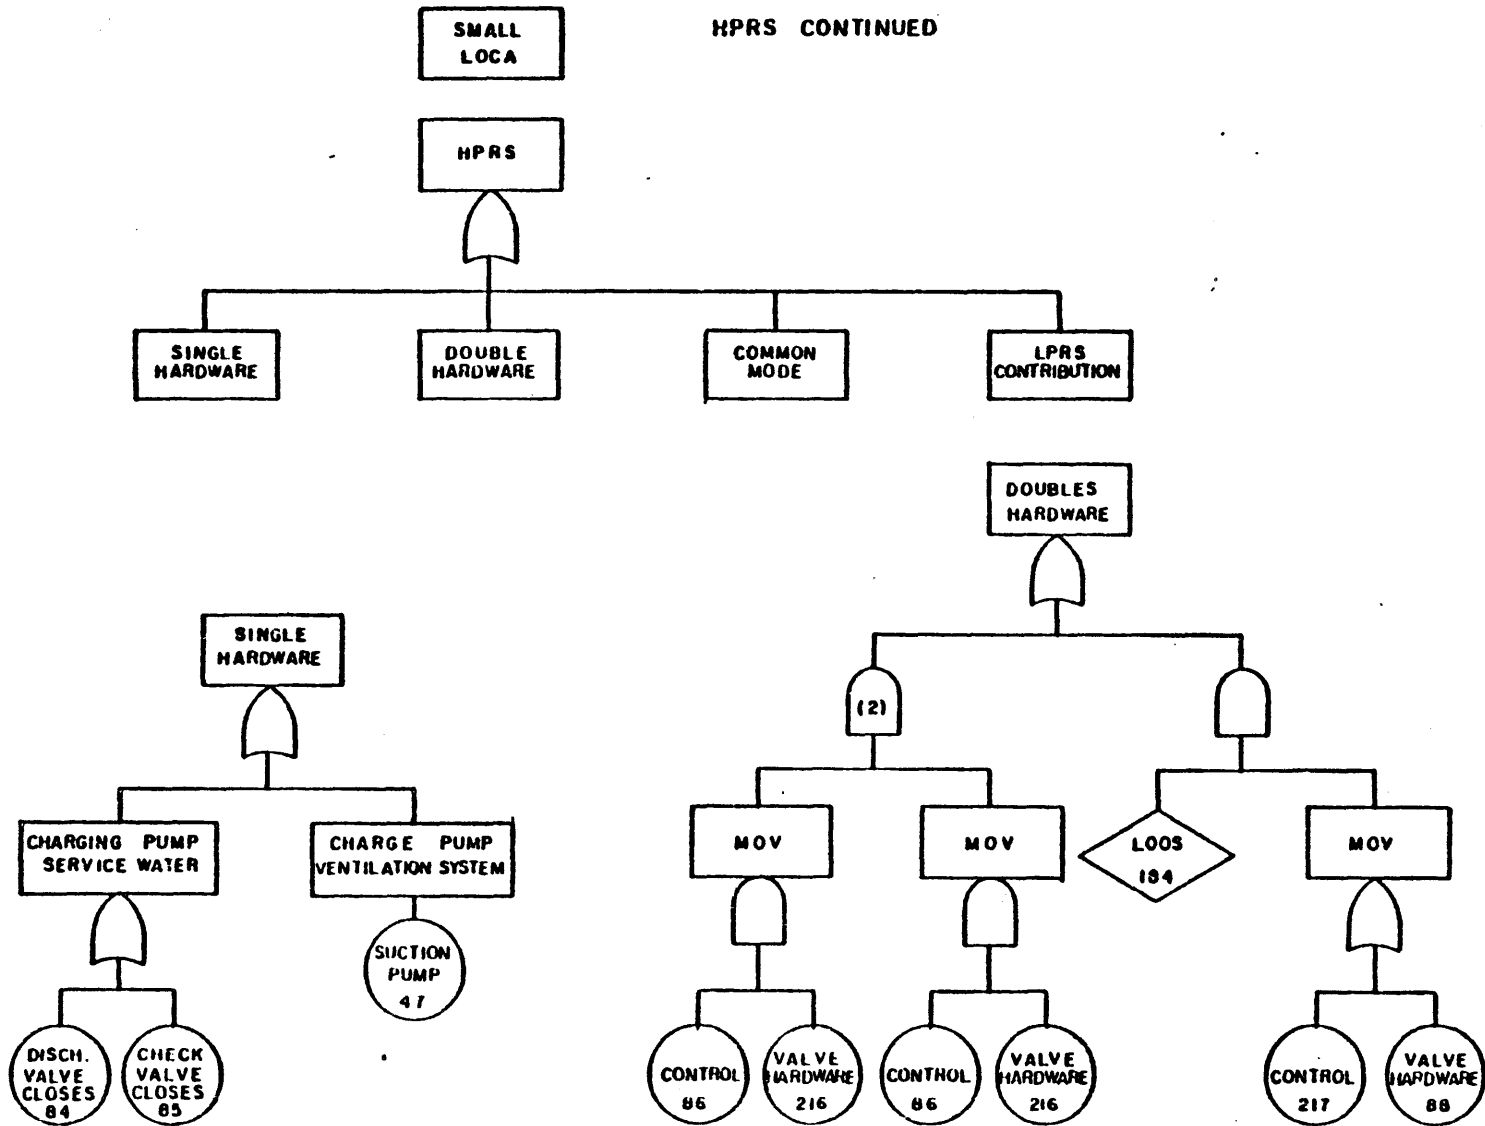 HPRS CONTINUED
SMALL
LOCA
HPRS
SINGLE
HARDWARE
DOUBLE
HARDWARE
COMMON
MODE
LPRS
CONTRIBUTION
DOUBLES
HARDWARE
SINGLE
HARDWARE
(2)
CHARGING PUMP
SERVICE WATER
CHARGE PUMP
VENTILATION SYSTEM
MOV
MOV
LOOS
184
MOV
SUCTION
PUMP
47
DISCH.
VALVE
CLOSES
84
CHECK
VALVE
CLOSES
85
CONTROL
86
VALVE
HARDWARE
216
CONTROL
86
VALVE
HARDWARE
216
CONTROL
217
VALVE
HARDWARE
88